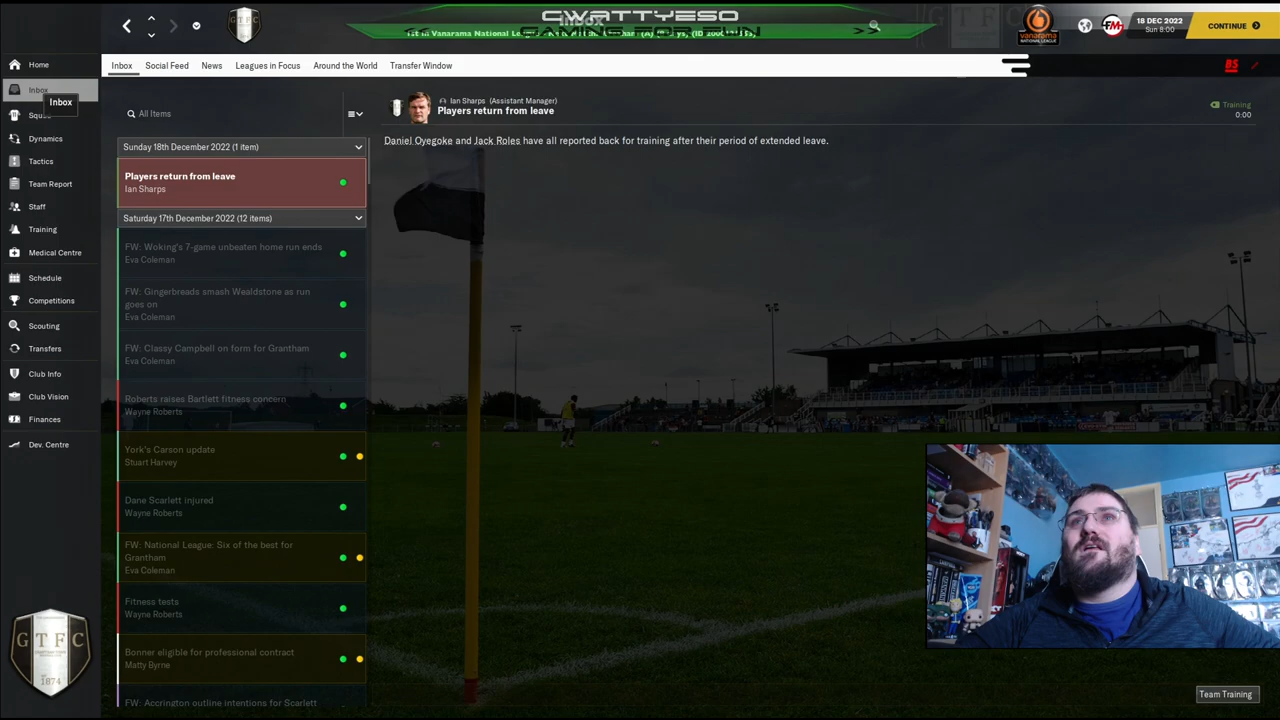 GWATTYESO
18 DEC 2022
Sun 8:00
CONTINUE
Inbox
Social Feed
News
Leagues in Focus
Around the World
Transfer Window
Home
Inbox
Inbox
Dynamics
Tactics
Team Report
Staff
Training
Medical Centre
Schedule
Competitions
Scouting
Transfers
Club Info
Club Vision
Finances
Dev. Centre
GTFC
1874
All Items
Sunday 18th December 2022 (1 item)
Players return from leave
Ian Sharps
Saturday 17th December 2022 (12 items)
FW: Woking's 7-game unbeaten home run ends
Eva Coleman
FW: Gingerbreads smash Wealdstone as run
goes on
Eva Coleman
FW: Classy Campbell on form for Grantham
Eva Coleman
Roberts raises Bartlett fitness concern
Wayne Roberts
York's Carson update
Stuart Harvey
Dane Scarlett injured
Wayne Roberts
FW: National League: Six of the best for
Grantham
Eva Coleman
Fitness tests
Wayne Roberts
Bonner eligible for professional contract
Matty Byrne
FW: Accrington outline intentions for Scarlett
Ian Sharps (Assistant Manager)
Players return from leave
Training
0:00
Daniel Oyegoke and Jack Roles have all reported back for training after their period of extended leave.
Team Training